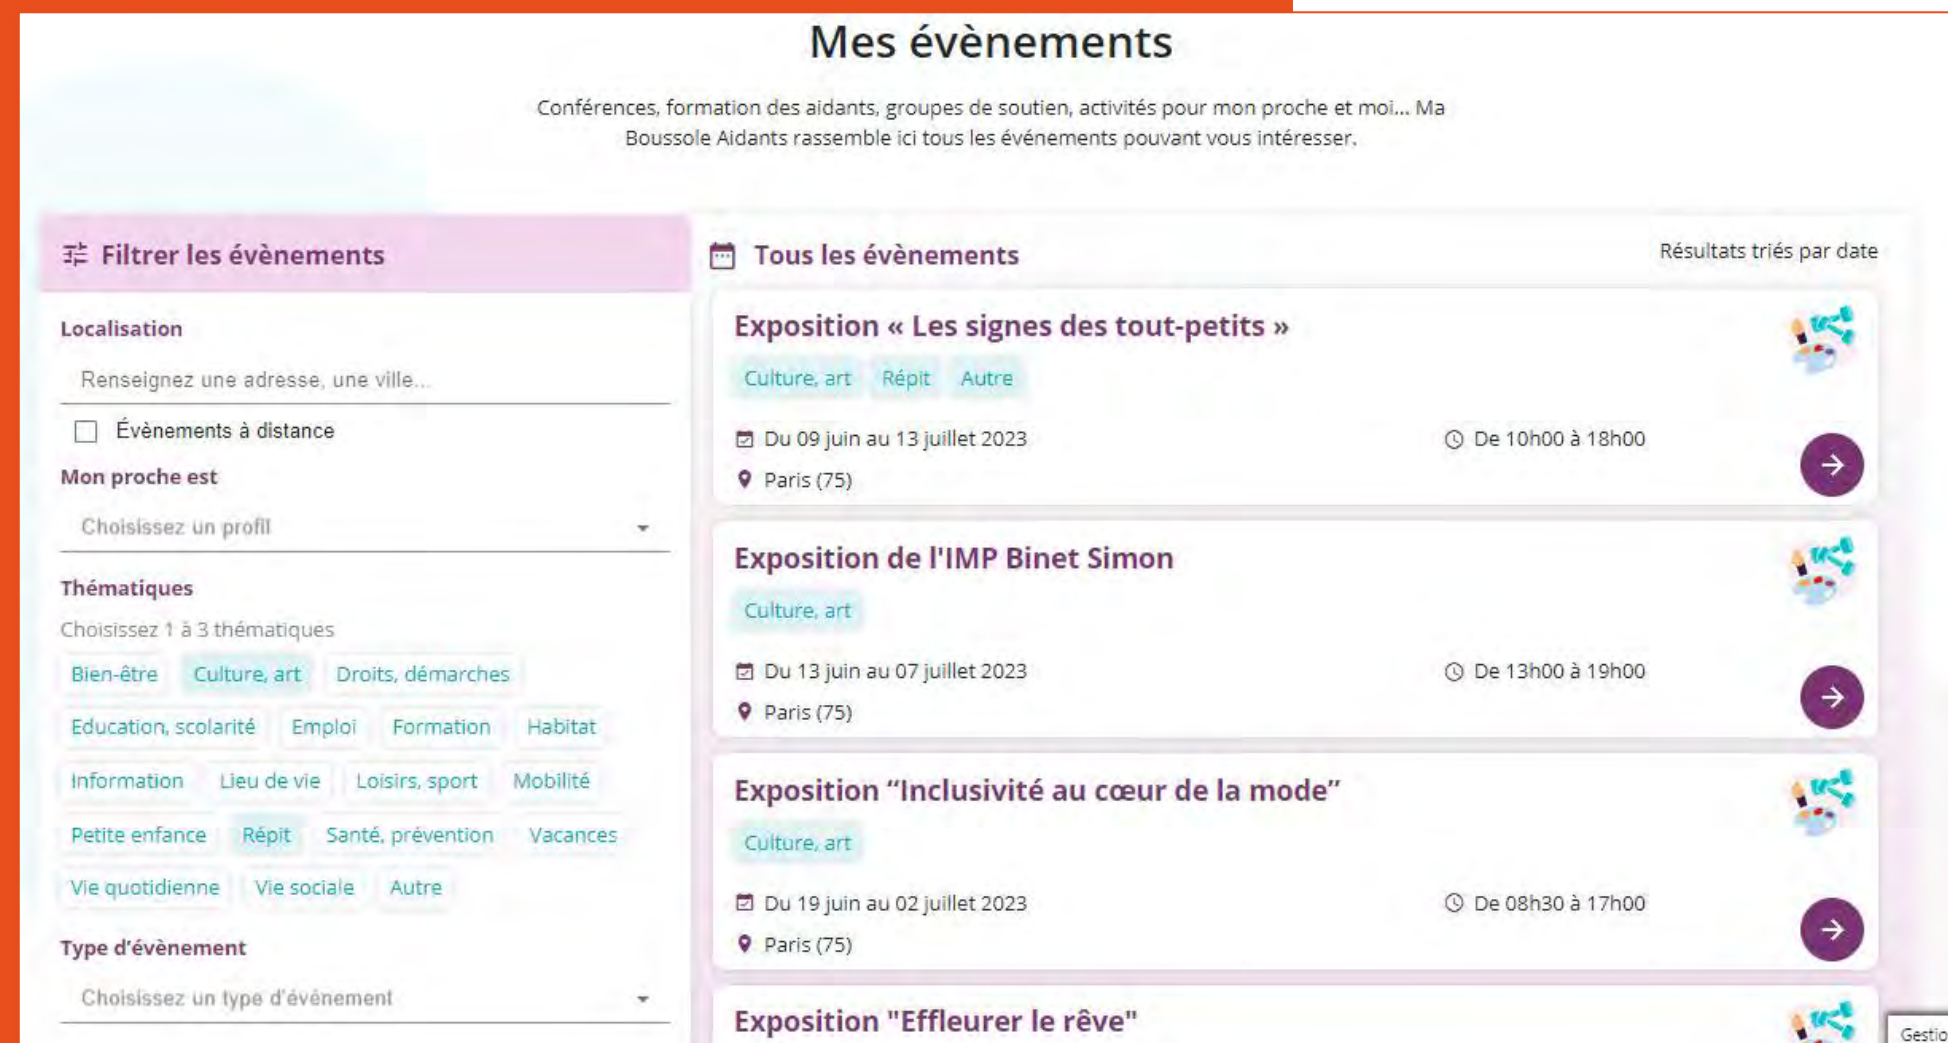 Mes évènements
Conférences, formation des aidants, groupes de soutien, activités pour mon proche et moi... Ma
Boussole Aidants rassemble ici tous les événements pouvant vous intéresser.
Filtrer les évènements
Localisation
Renseignez une adresse, une ville...
Évènements à distance
Mon proche est
Choisissez un profil
Thématiques
Choisissez 1 à 3 thématiques
Bien-être Culture, art Droits, démarches
Education, scolarité Emploi Formation Habitat
Information Lieu de vie Loisirs, sport Mobilité
Petite enfance Répit Santé, prévention Vacances
Vie quotidienne Vie sociale Autre
Type d'évènement
Choisissez un type d'événement
Tous les évènements
Résultats triés par date
Exposition « Les signes des tout-petits »
Culture, art Répit Autre
Du 09 juin au 13 juillet 2023 De 10h00 à 18h00
Paris (75)
Exposition de l'IMP Binet Simon
Culture, art
Du 13 juin au 07 juillet 2023 De 13h00 à 19h00
Paris (75)
Exposition “Inclusivité au cœur de la mode”
Culture, art
Du 19 juin au 02 juillet 2023 De 08h30 à 17h00
Paris (75)
Exposition "Effleurer le rêve"
Gestio